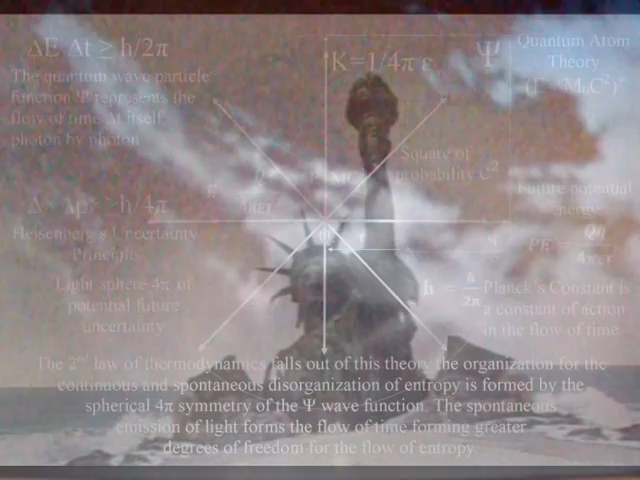 ΔE Δt ≥ h/2π
The quantum wave particle
function Ψ represents the
flow of time Δt itself
photon by photon
K=1/4π ε
Ψ
Quantum Atom
Theory
Square of
probability C²
Future potential
energy
PE = Qq
4πεr
≥h/4π
Heisenberg's Uncertainty
Principle
Light sphere 4π of
potential future
uncertainty
ħ = h
2π
Planck's Constant is
a constant of action
in the flow of time
The 2nd law of thermodynamics falls out of this theory the organization for the
continuous and spontaneous disorganization of entropy is formed by the
spherical 4π symmetry of the Ψ wave function. The spontaneous
emission of light forms the flow of time forming greater
degrees of freedom for the flow of entropy.